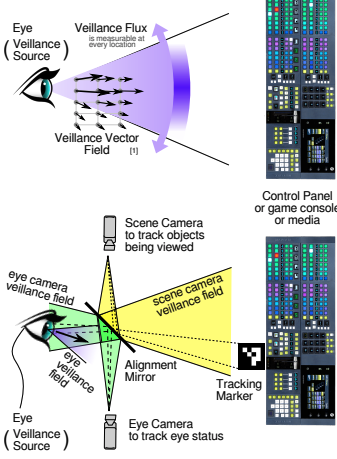 Eye
( Veillance
Source )
Veillance Flux
is measurable at
every location
Veillance Vector
Field [1]
Control Panel
or game console
or media
Scene Camera
to track objects
being viewed
eye camera
veillance field
scene camera
veillance field
eye
veillance
field
Alignment
Mirror
Tracking
Marker
Eye
( Veillance
Source )
Eye Camera
to track eye status